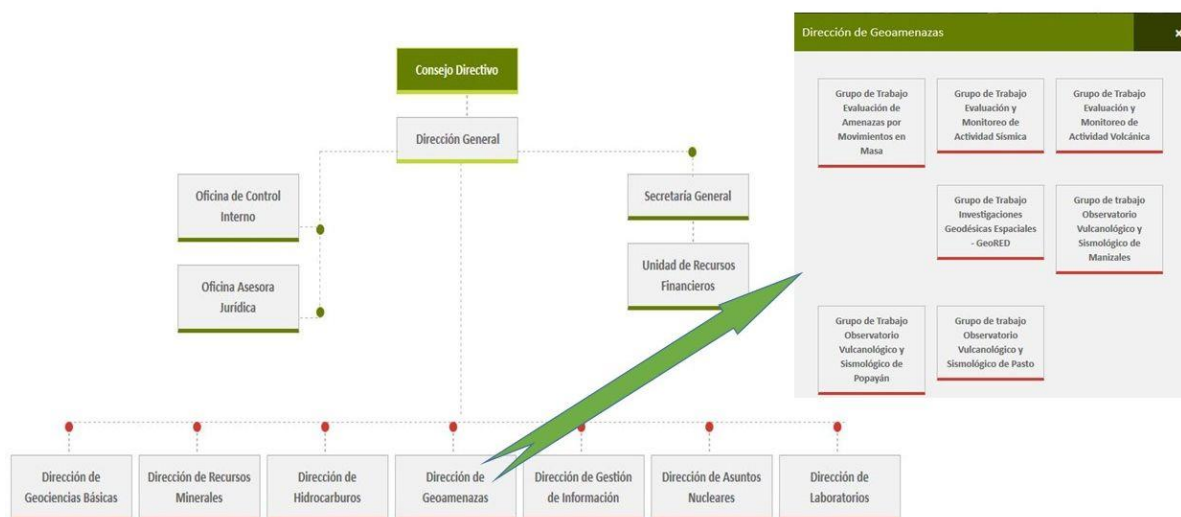 Consejo Directivo
Dirección General
Oficina de Control
Interno
Oficina Asesora
Jurídica
Secretaría General
Unidad de Recursos
Financieros
Dirección de
Geociencias Básicas
Dirección de Recursos
Minerales
Dirección de
Hidrocarburos
Dirección de
Geoamenazas
Dirección de Gestión
de Información
Dirección de Asuntos
Nucleares
Dirección de
Laboratorios
Dirección de Geoamenazas
x
Grupo de Trabajo
Evaluación de
Amenazas por
Movimientos en
Masa
Grupo de Trabajo
Evaluación y
Monitoreo de
Actividad Sísmica
Grupo de Trabajo
Evaluación y
Monitoreo de
Actividad Volcánica
Grupo de Trabajo
Investigaciones
Geodésicas Espaciales
- GeoRED
Grupo de trabajo
Observatorio
Vulcanológico y
Sismológico de
Manizales
Grupo de Trabajo
Observatorio
Vulcanológico y
Sismológico de
Popayán
Grupo de trabajo
Observatorio
Vulcanológico y
Sismológico de Pasto